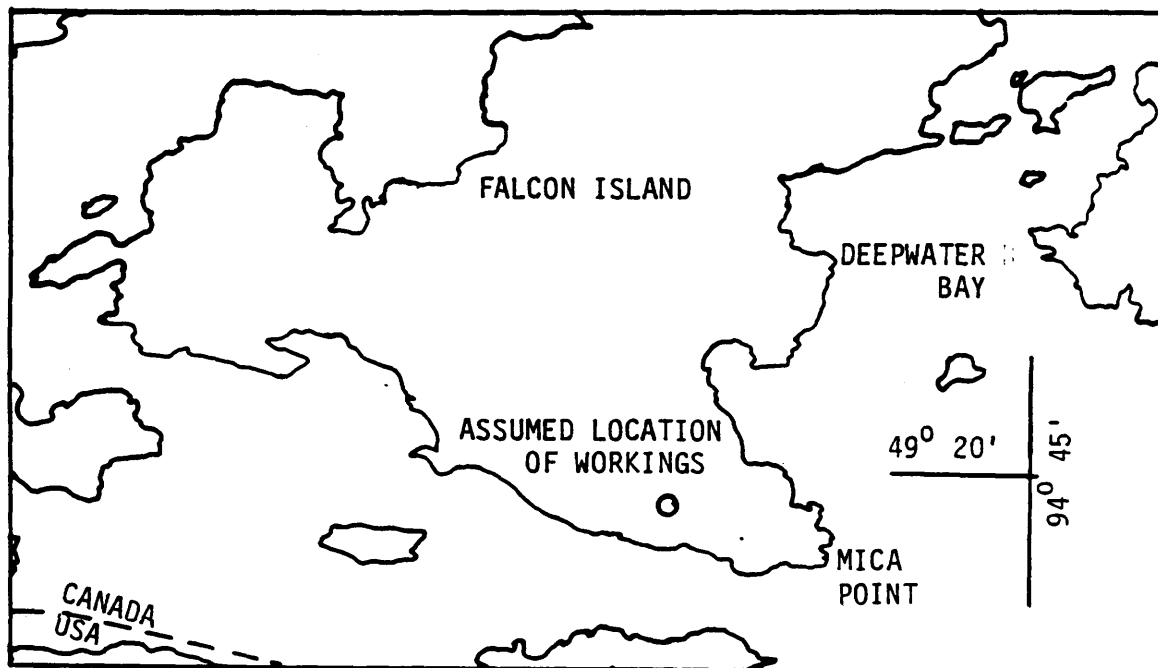 FALCON ISLAND
DEEPWATER
BAY
ASSUMED LOCATION
OF WORKINGS
49° 20'
94° 45'
MICA
POINT
CANADA
USA